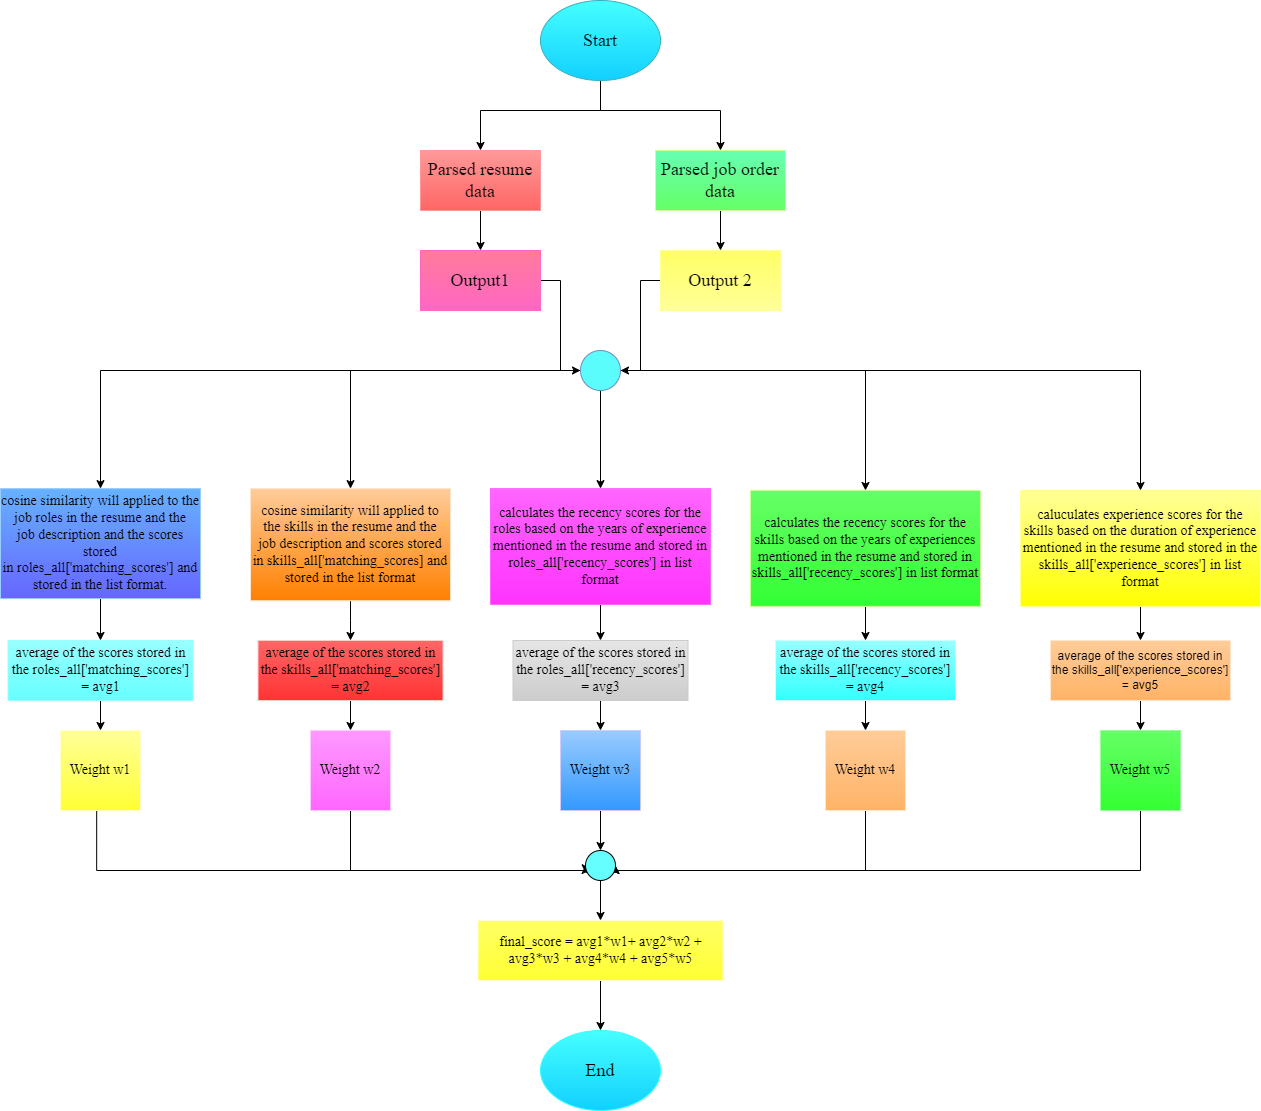 Start
Parsed resume
data
Parsed job order
data
Output1
Output 2
cosine similarity will applied to the
job roles in the resume and the
job description and the scores
stored
in roles_all['matching_scores'] and
stored in the list format.
cosine similarity will applied to
the skills in the resume and the
job description and scores stored
in skills_all['matching_scores] and
stored in the list format
calculates the recency scores for the
roles based on the years of experience
mentioned in the resume and stored in
roles_all['recency_scores'] in list
format
calculates the recency scores for the
skills based on the years of experiences
mentioned in the resume and stored in
skills_all['recency_scores'] in list format
caluculates experience scores for the
skills based on the duration of experience
mentioned in the resume and stored in the
skills_all['experience_scores'] in list
format
average of the scores stored in
the roles_all['matching_scores']
= avg1
average of the scores stored in
the skills_all['matching_scores']
= avg2
average of the scores stored in
the roles_all['recency_scores']
= avg3
average of the scores stored in
the skills_all['recency_scores']
= avg4
average of the scores stored in
the skills_all['experience_scores']
= avg5
Weight w1
Weight w2
Weight w3
Weight w4
Weight w5
final_score = avg1*w1+ avg2*w2 +
avg3*w3 + avg4*w4 + avg5*w5
End